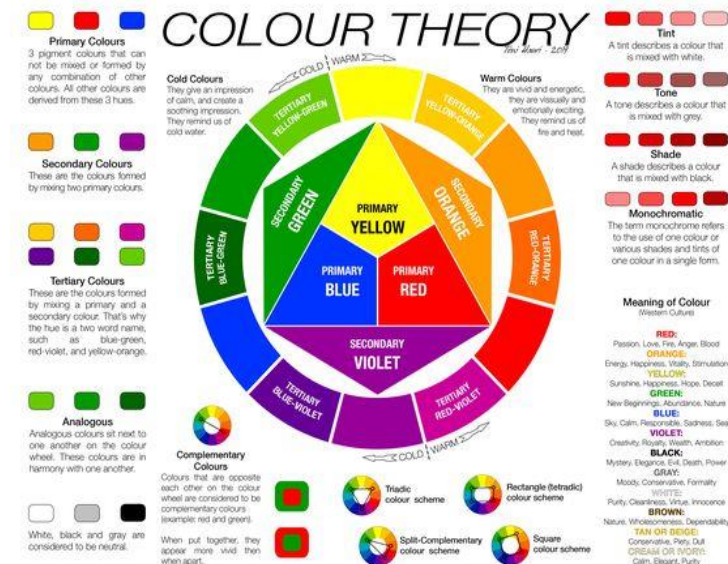 COLOUR THEORY
Primary Colours
3 pigment colours that can
not be mixed or formed by
any combination of other
colours. All other colours are
derived from these 3 hues.
Secondary Colours
These are the colours formed
by mixing two primary colours.
Tertiary Colours
These are the colours formed
by mixing a primary and a
secondary colour. That's why
the hue is a two word name,
such as blue-green,
red-violet, and yellow-orange.
Analogous
Analogous colours sit next to
one another on the colour
wheel. These colours are in
harmony with one another.
White, black and gray are
considered to be neutral.
Cold Colours
They give an impression
of calm, and create a
soothing impression.
They remind us of
cold water.
COLD
WARM
Warm Colours
They are vivid and energetic,
they are vissually and
emotionally exciting.
They remind us of
fire and heat.
TERTIARY
YELLOW-GREEN
TERTIARY
YELLOW-ORANGE
SECONDARY
GREEN
SECONDARY
ORANGE
PRIMARY
YELLOW
TERTIARY
BLUE-GREEN
PRIMARY
BLUE
PRIMARY
RED
TERTIARY
RED-ORANGE
SECONDARY
VIOLET
TERTIARY
BLUE-VIOLET
TERTIARY
RED-VIOLET
COLD
WARM
Complementary
Colours
Colours that are opposite
each other on the colour
wheel are considered to be
complementary colours
(example: red and green).
When put together, they
appear more vivid then
when apart.
Triadic
colour scheme
Rectangle (tetradic)
colour scheme
Split-Complementary
colour scheme
Square
colour scheme
Tint
A tint describes a colour that
is mixed with white.
Tone
A tone describes a colour that
is mixed with grey.
Shade
A shade describes a colour
that is mixed with black.
Monochromatic
The term monochrome refers
to the use of one colour or
various shades and tints of
one colour in a single form.
Meaning of Colour
(Western Culture)
RED:
Passion, Love, Fire, Anger, Blood
ORANGE:
Energy, Happiness, Vitality, Stimulation
YELLOW:
Sunshine, Happiness, Hope, Deceit
GREEN:
New Beginnings, Abundance, Nature
BLUE:
Sky, Calm, Responsible, Sadness, Sea
VIOLET:
Creativity, Royalty, Wealth, Ambition
BLACK:
Mystery, Elegance, Evil, Death, Power
GRAY:
Moody, Conservative, Formality
WHITE:
Purity, Cleanliness, Virtue, Innocence
BROWN:
Nature, Wholesomeness, Dependability
TAN OR BEIGE:
Conservative, Piety, Dull
CREAM OR IVORY:
Calm, Elegant, Purity